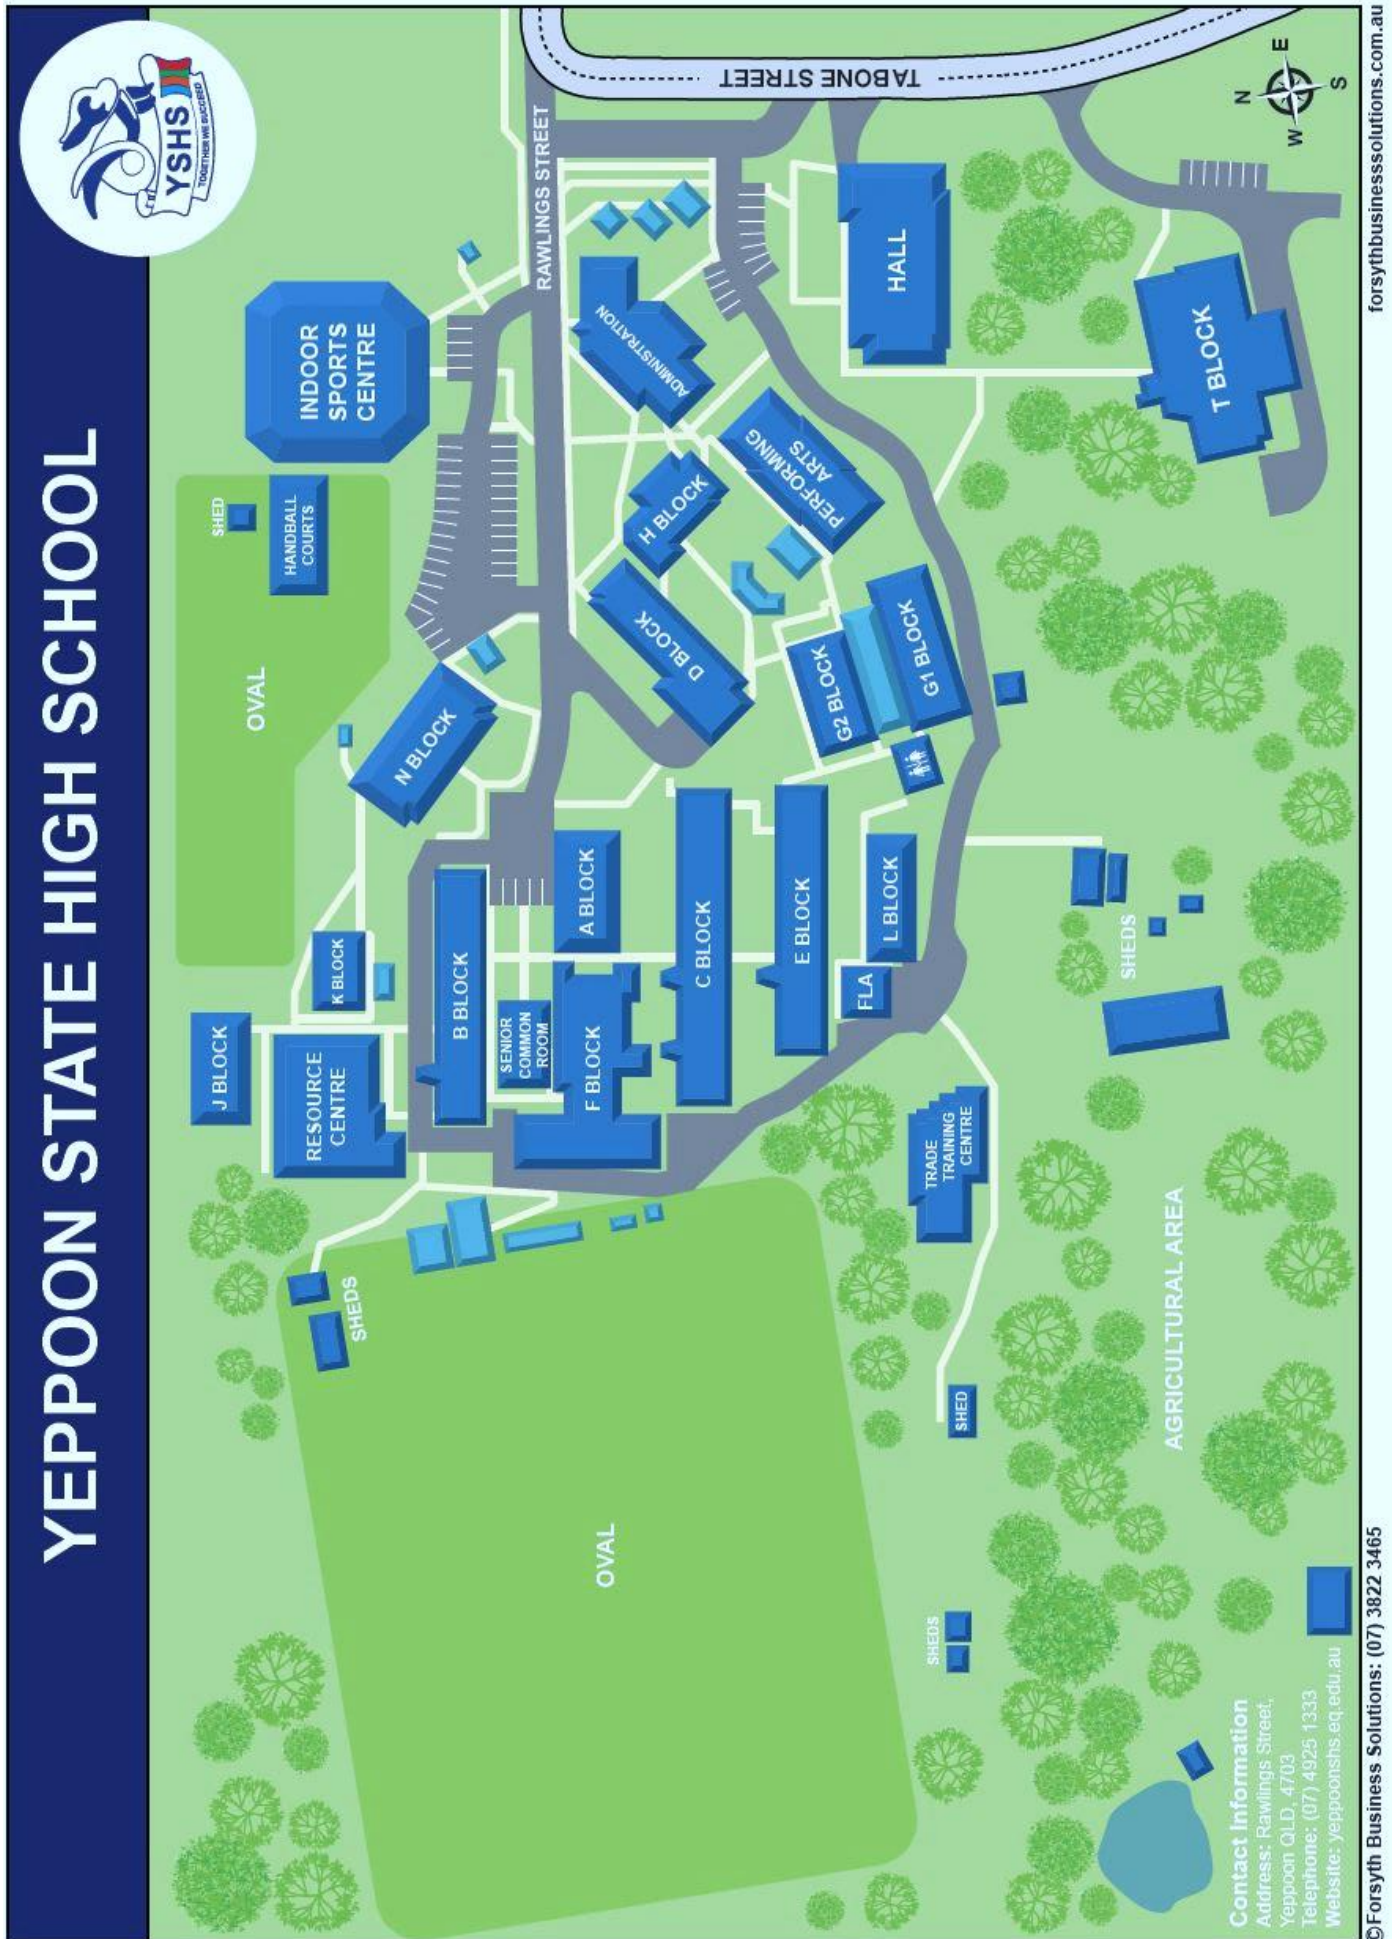 YEPPOON STATE HIGH SCHOOL
YSHS
TOGETHER WE SUCCEED
SHED
HANDBALL
COURTS
OVAL
INDOOR
SPORTS
CENTRE
J BLOCK
RESOURCE
CENTRE
K BLOCK
N BLOCK
SHEDS
B BLOCK
SENIOR
COMMON
ROOM
F BLOCK
A BLOCK
RAWLINGS STREET
TABONE STREET
ADMINISTRATION
H BLOCK
D BLOCK
PERFORMING
ARTS
OVAL
C BLOCK
E BLOCK
G2 BLOCK
G1 BLOCK
HALL
FLA
L BLOCK
TRADE
TRAINING
CENTRE
SHED
SHEDS
SHEDS
AGRICULTURAL AREA
T BLOCK
N
E
S
W
Contact Information
Address: Rawlings Street,
Yeppoon QLD, 4703
Telephone: (07) 4925 1333
Website: yeppoonshs.eq.edu.au
©Forsyth Business Solutions: (07) 3822 3465
forsythbusinesssolutions.com.au